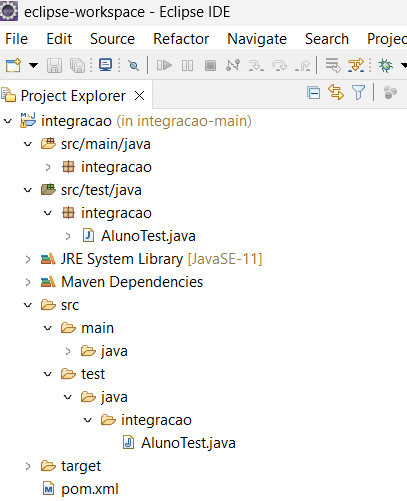 eclipse-workspace - Eclipse IDE
File Edit Source Refactor Navigate Search Projec
Project Explorer
integracao (in integracao-main)
src/main/java
integracao
src/test/java
integracao
AlunoTest.java
JRE System Library [JavaSE-11]
Maven Dependencies
src
main
java
test
java
integracao
AlunoTest.java
target
pom.xml